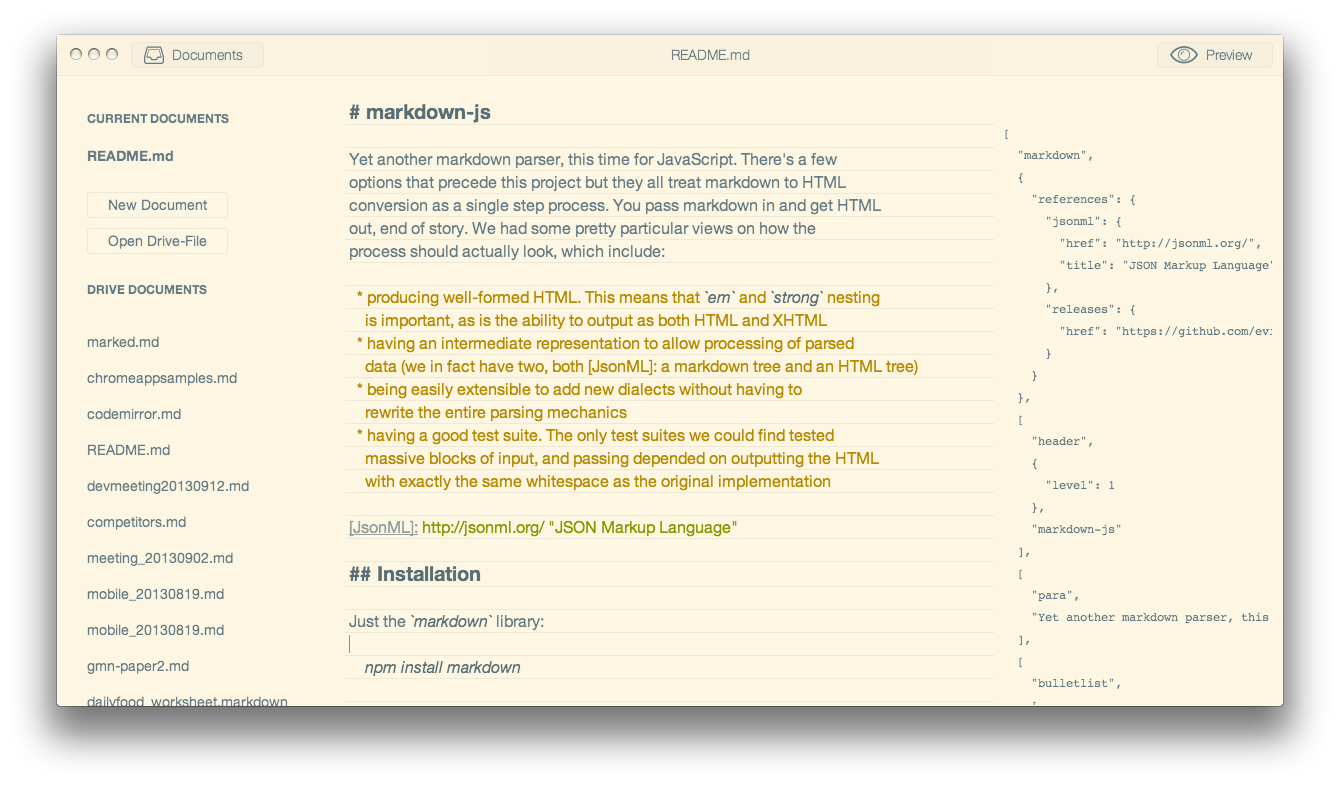 Documents
README.md
Preview
CURRENT DOCUMENTS
README.md
New Document
Open Drive-File
DRIVE DOCUMENTS
marked.md
chromeappsamples.md
codemirror.md
README.md
devmeeting20130912.md
competitors.md
meeting_20130902.md
mobile_20130819.md
mobile_20130819.md
gmn-paper2.md
dailyfood_worksheet.markdown
# markdown-js
Yet another markdown parser, this time for JavaScript. There's a few
options that precede this project but they all treat markdown to HTML
conversion as a single step process. You pass markdown in and get HTML
out, end of story. We had some pretty particular views on how the
process should actually look, which include:
* producing well-formed HTML. This means that `em` and `strong` nesting
is important, as is the ability to output as both HTML and XHTML
* having an intermediate representation to allow processing of parsed
data (we in fact have two, both [JsonML]: a markdown tree and an HTML tree)
* being easily extensible to add new dialects without having to
rewrite the entire parsing mechanics
* having a good test suite. The only test suites we could find tested
massive blocks of input, and passing depended on outputting the HTML
with exactly the same whitespace as the original implementation
[JsonML]: http://jsonml.org/ "JSON Markup Language"
## Installation
Just the `markdown` library:
npm install markdown
[
"markdown",
{
"references": {
"jsonml": {
"href": "http://jsonml.org/",
"title": "JSON Markup Language"
},
"releases": {
"href": "https://github.com/evi
}
}
},
[
"header",
{
"level": 1
},
"markdown-js"
],
[
"para",
"Yet another markdown parser, this
],
[
"bulletlist",
[